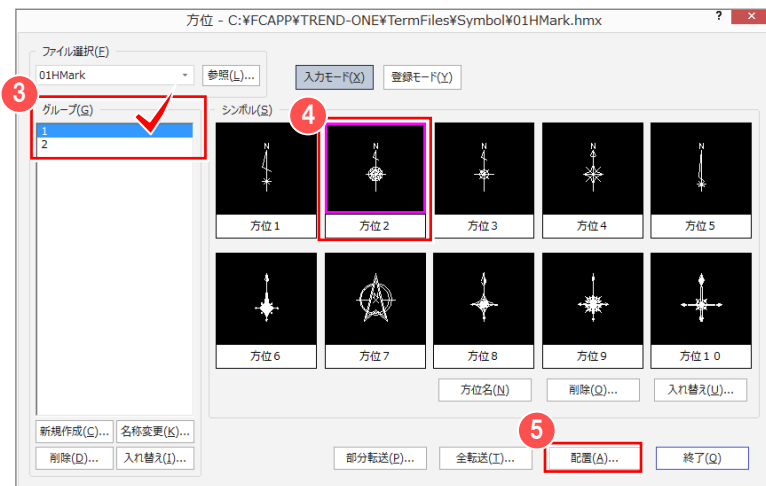 方位 - C:¥FCAPP¥TREND-ONE¥TermFiles¥Symbol¥01HMark.hmx ? ×
ファイル選択(F)
01HMark 参照(L)... 入力モード(X) 登録モード(Y)
3
グループ(G)
1
2
シンボル(S)
4
N N N N N
方位1 方位2 方位3 方位4 方位5
方位6 方位7 方位8 方位9 方位10
方位名(N) 削除(O)... 入れ替え(U)...
新規作成(C)... 名称変更(K)...
5
削除(D)... 入れ替え(I)... 部分転送(P)... 全転送(T)... 配置(A)... 終了(Q)